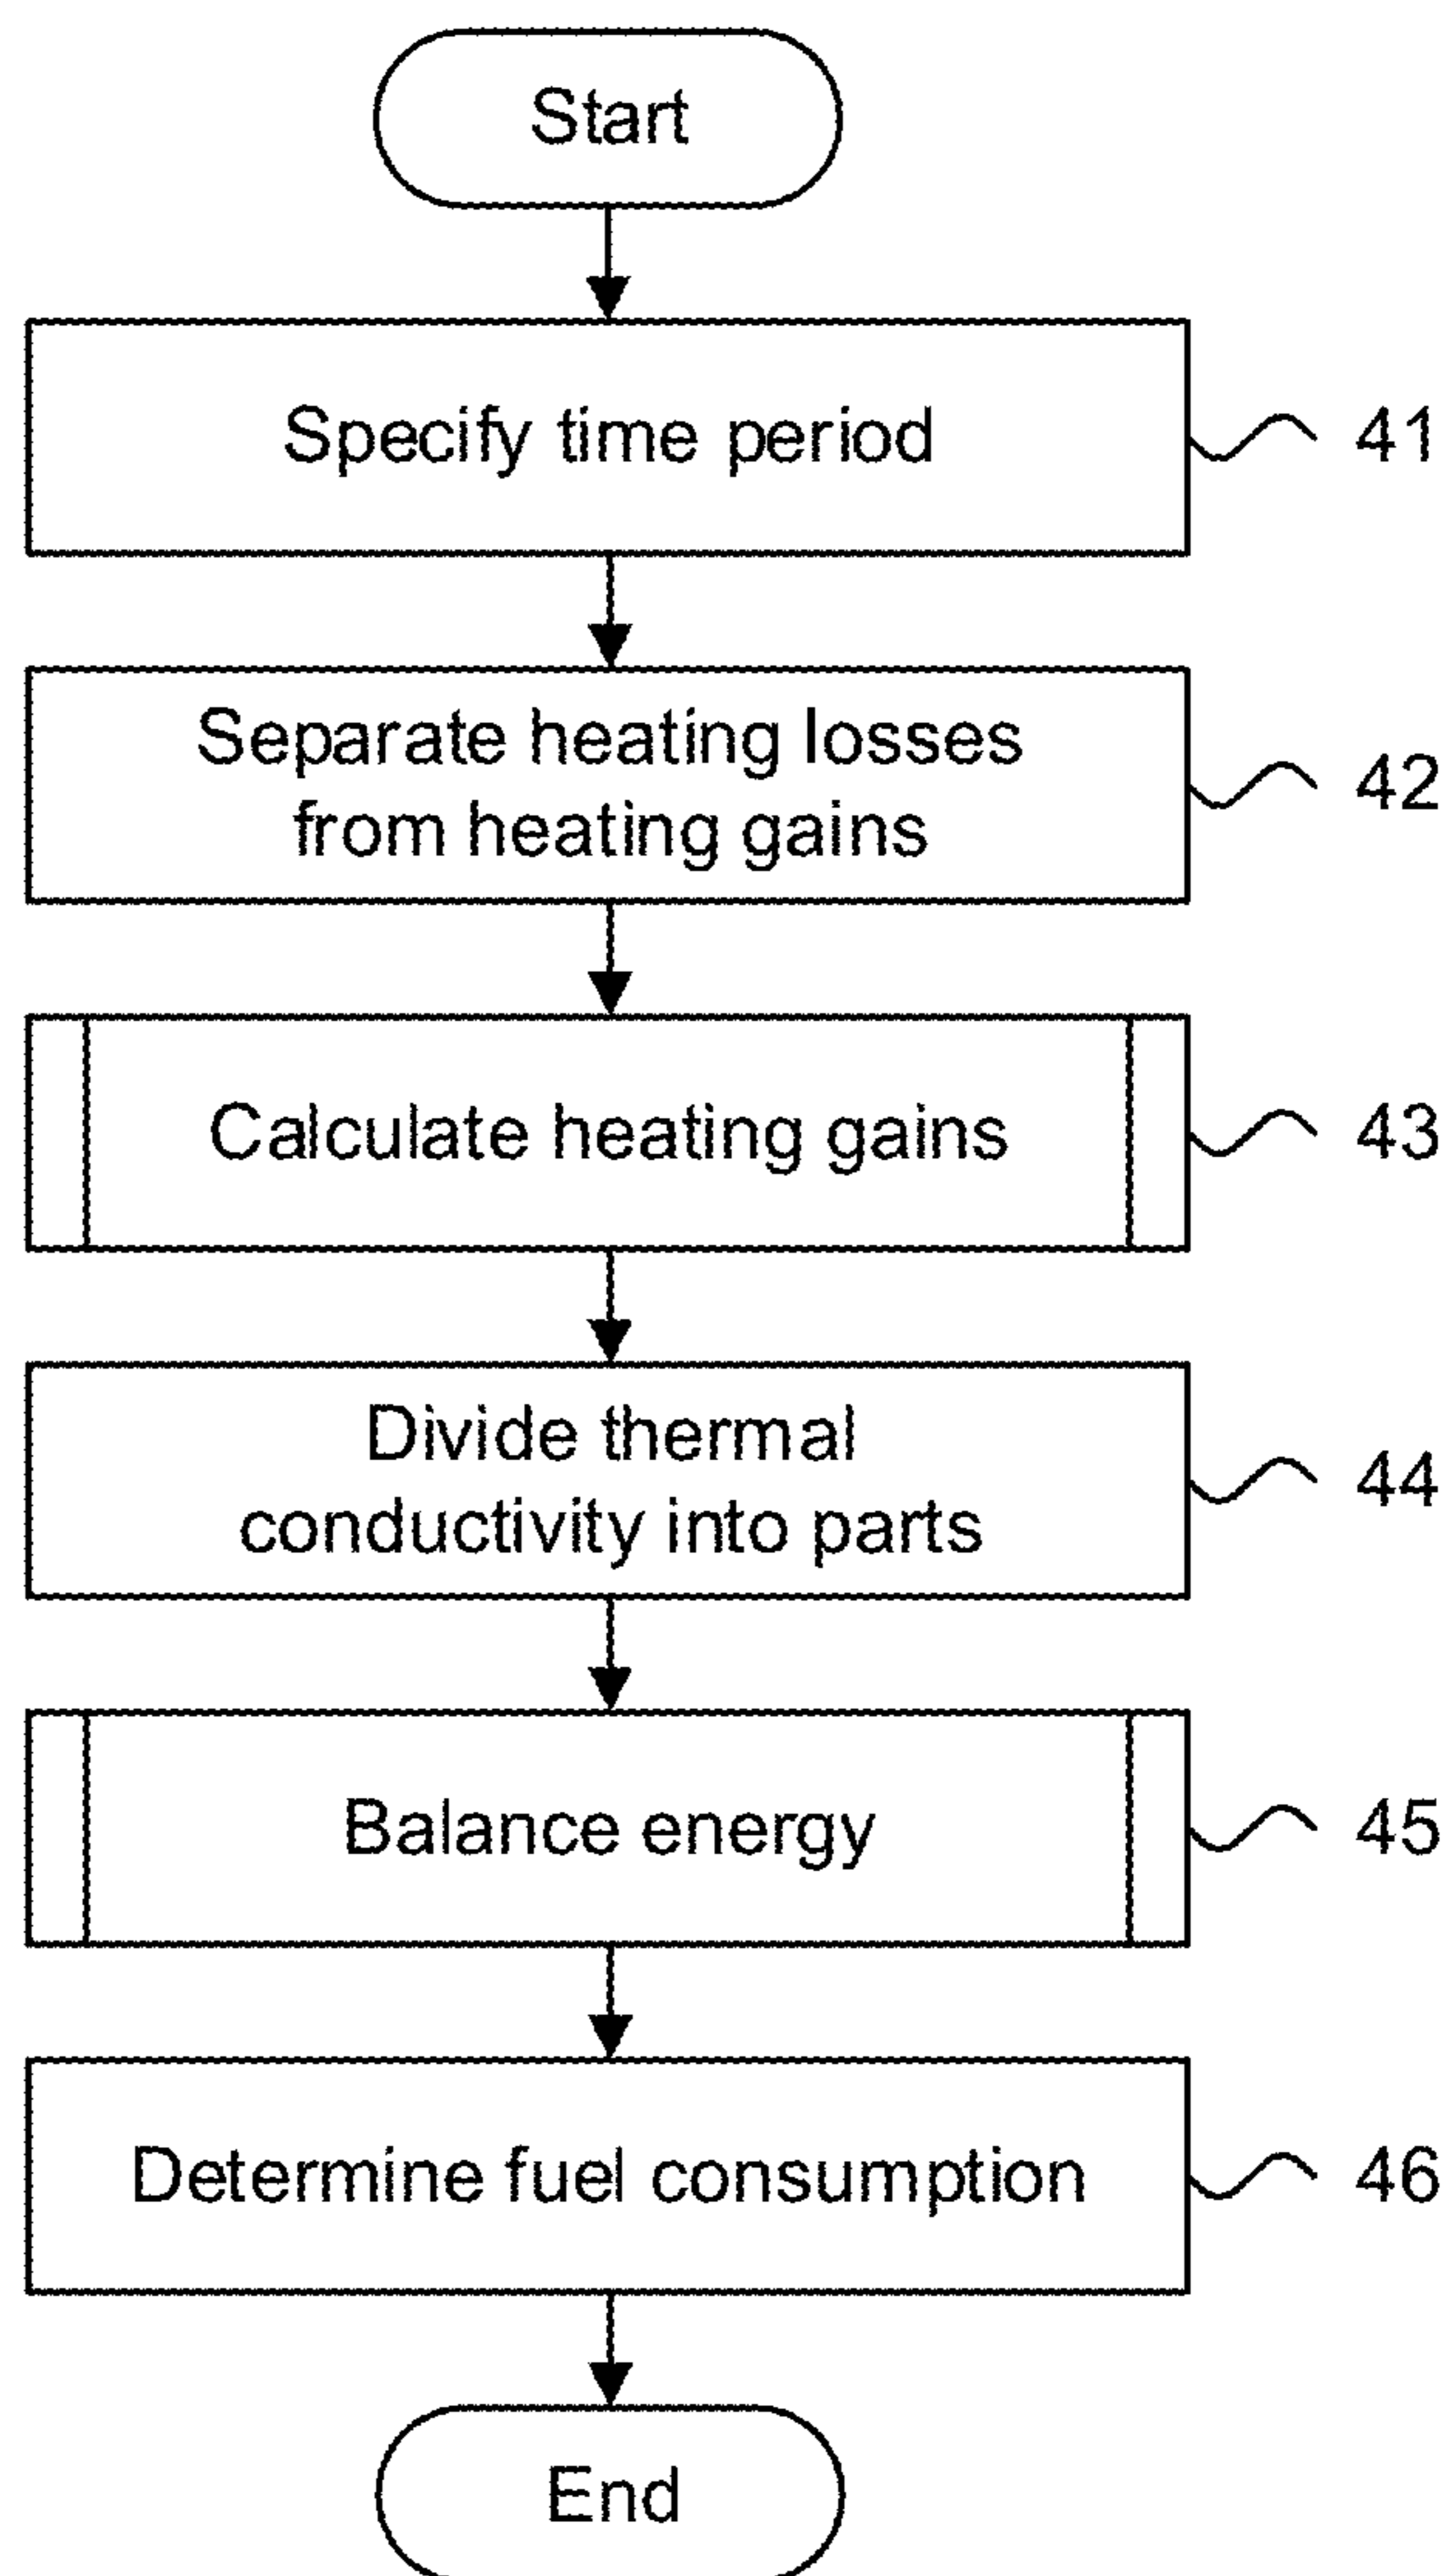 Start
Specify time period
41
Separate heating losses
from heating gains
42
Calculate heating gains
43
Divide thermal
conductivity into parts
44
Balance energy
45
Determine fuel consumption
46
End